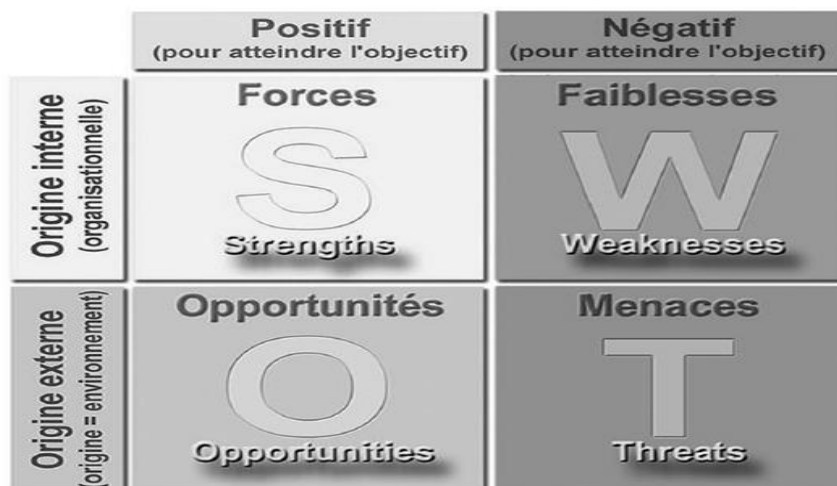 Positif
(pour atteindre l'objectif)
Négatif
(pour atteindre l'objectif)
Origine interne
(organisationnelle)
Forces
S
Strengths
Faiblesses
W
Weaknesses
Origine externe
(origine = environnement)
Opportunités
O
Opportunities
Menaces
T
Threats